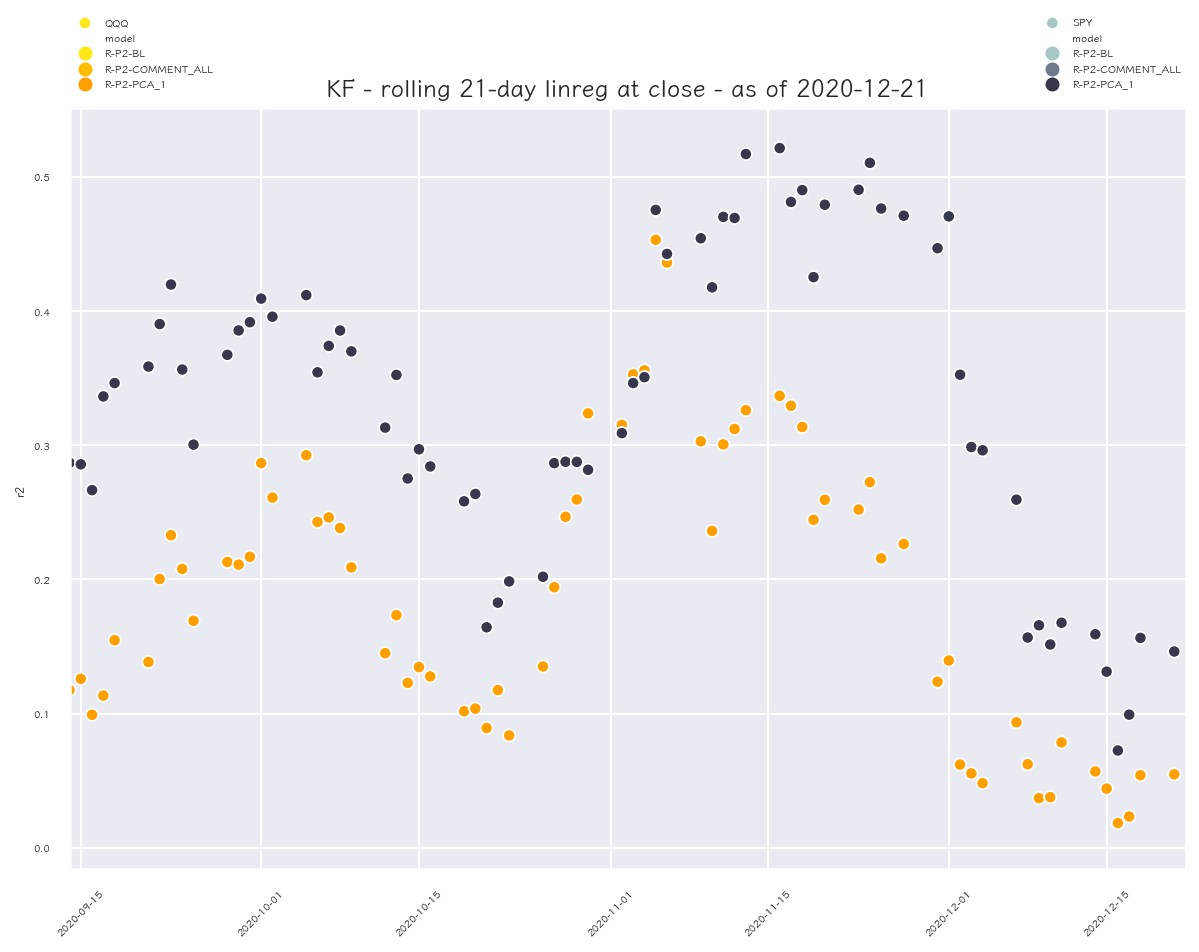 QQQ
model
R-P2-BL
R-P2-COMMENT_ALL
R-P2-PCA_1
SPY
model
R-P2-BL
R-P2-COMMENT_ALL
R-P2-PCA_1
KF - rolling 21-day linreg at close - as of 2020-12-21
r2
0.5
0.4
0.3
0.2
0.1
0.0
2020-09-15
2020-10-01
2020-10-15
2020-11-01
2020-11-15
2020-12-01
2020-12-15